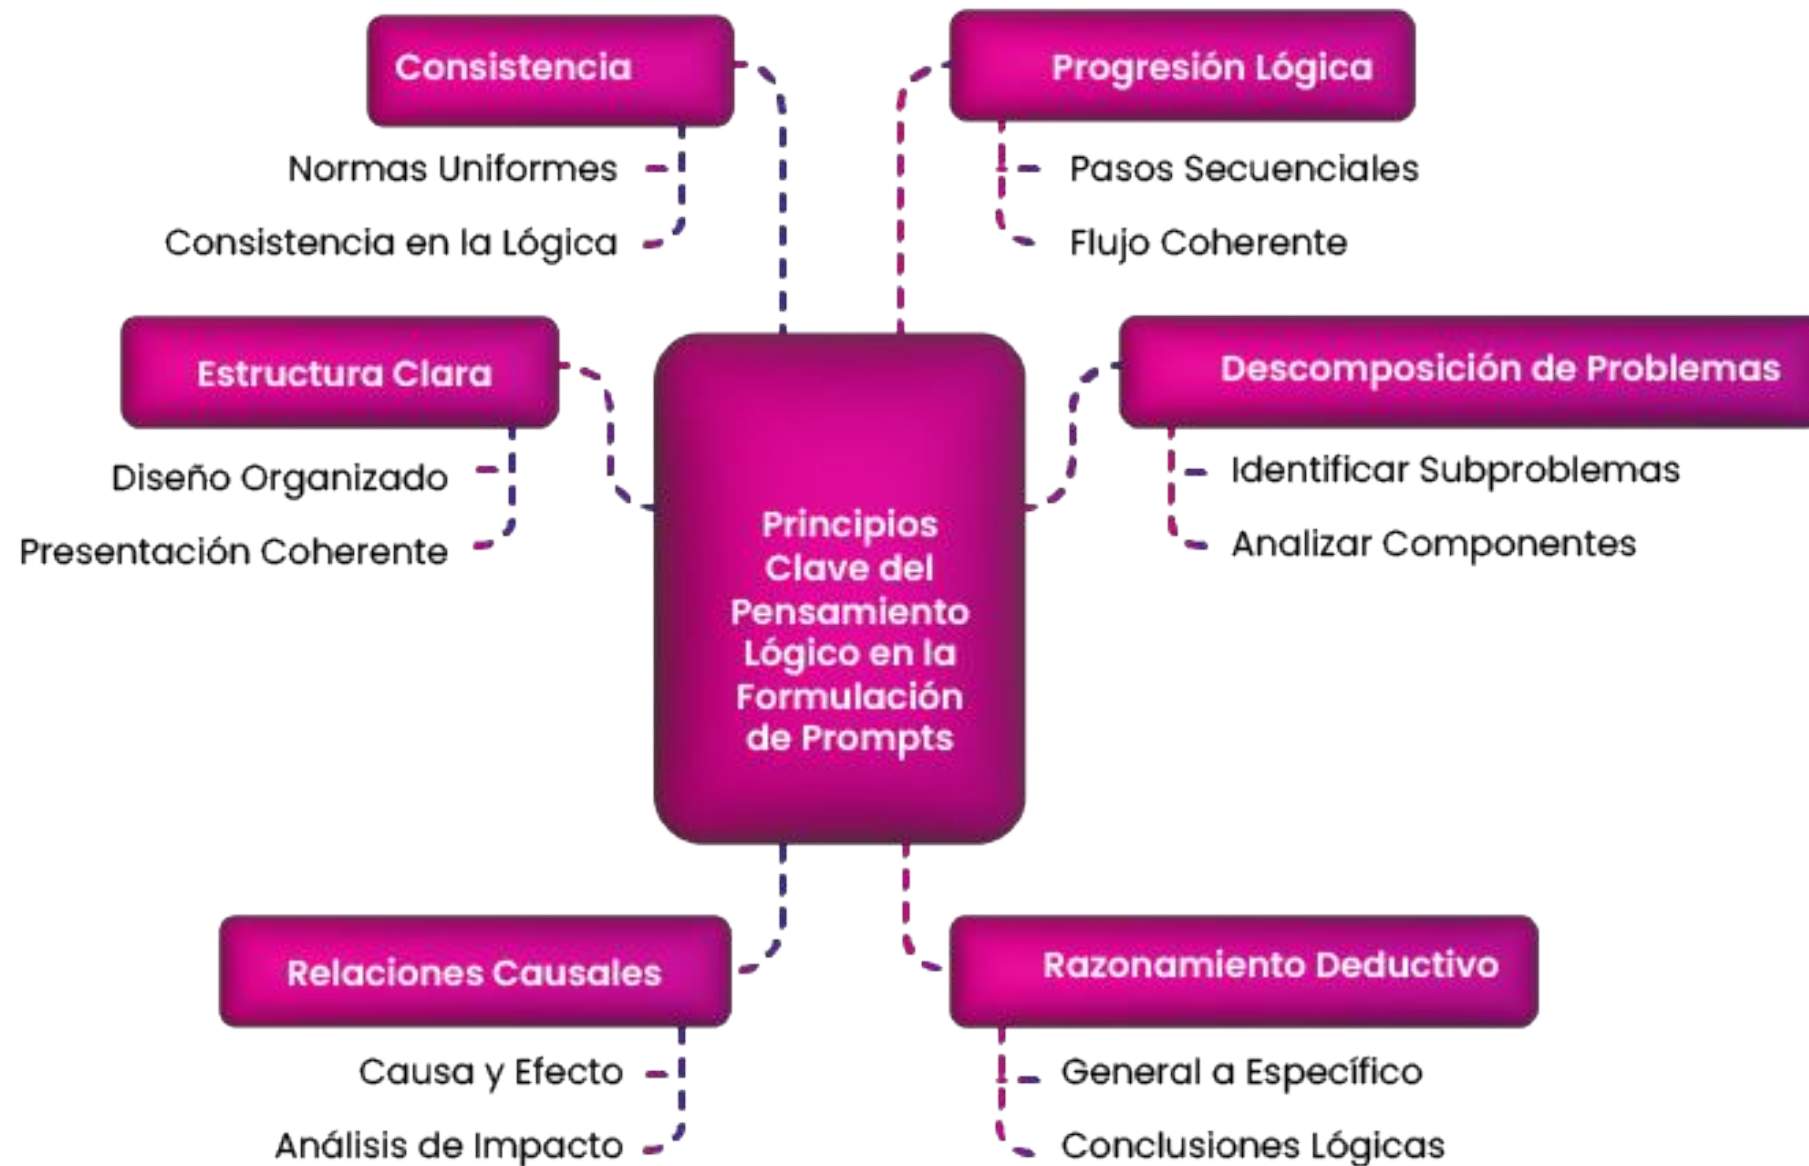 Consistencia
Normas Uniformes
Consistencia en la Lógica
Progresión Lógica
Pasos Secuenciales
Flujo Coherente
Estructura Clara
Diseño Organizado
Presentación Coherente
Descomposición de Problemas
Identificar Subproblemas
Analizar Componentes
Principios
Clave del
Pensamiento
Lógico en la
Formulación
de Prompts
Relaciones Causales
Causa y Efecto
Análisis de Impacto
Razonamiento Deductivo
General a Específico
Conclusiones Lógicas